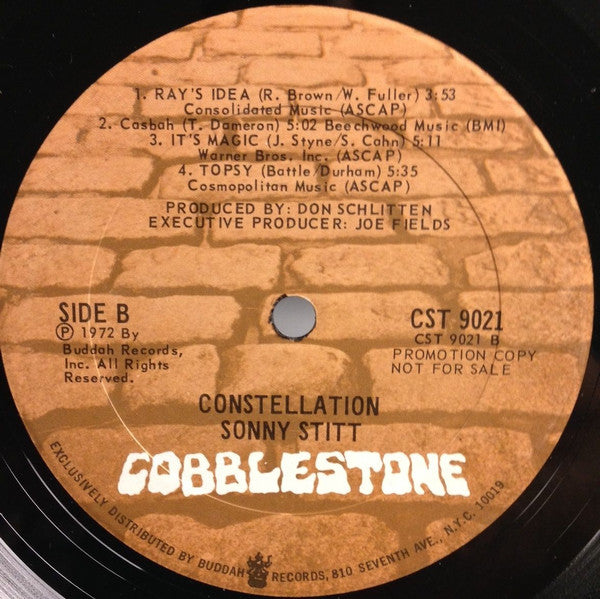 1. RAY'S IDEA (R. Brown/W. Fuller) 3:53
Consolidated Music (ASCAP)
2. Casbah (T. Dameron) 5:02 Beechwood Music (BMI)
3. IT'S MAGIC (J. Styne/S. Cahn) 5:11
Warner Bros. Inc. (ASCAP)
4. TOPSY (Battle/Durham) 5:35
Cosmopolitan Music (ASCAP)
PRODUCED BY: DON SCHLITTEN
EXECUTIVE PRODUCER: JOE FIELDS
SIDE B
Ⓟ 1972 By
Buddah Records,
Inc. All Rights
Reserved.
CST 9021
CST 9021 B
PROMOTION COPY
NOT FOR SALE
CONSTELLATION
SONNY STITT
COBBLESTONE
EXCLUSIVELY DISTRIBUTED BY BUDDAH RECORDS, 810 SEVENTH AVE., N.Y.C. 10019